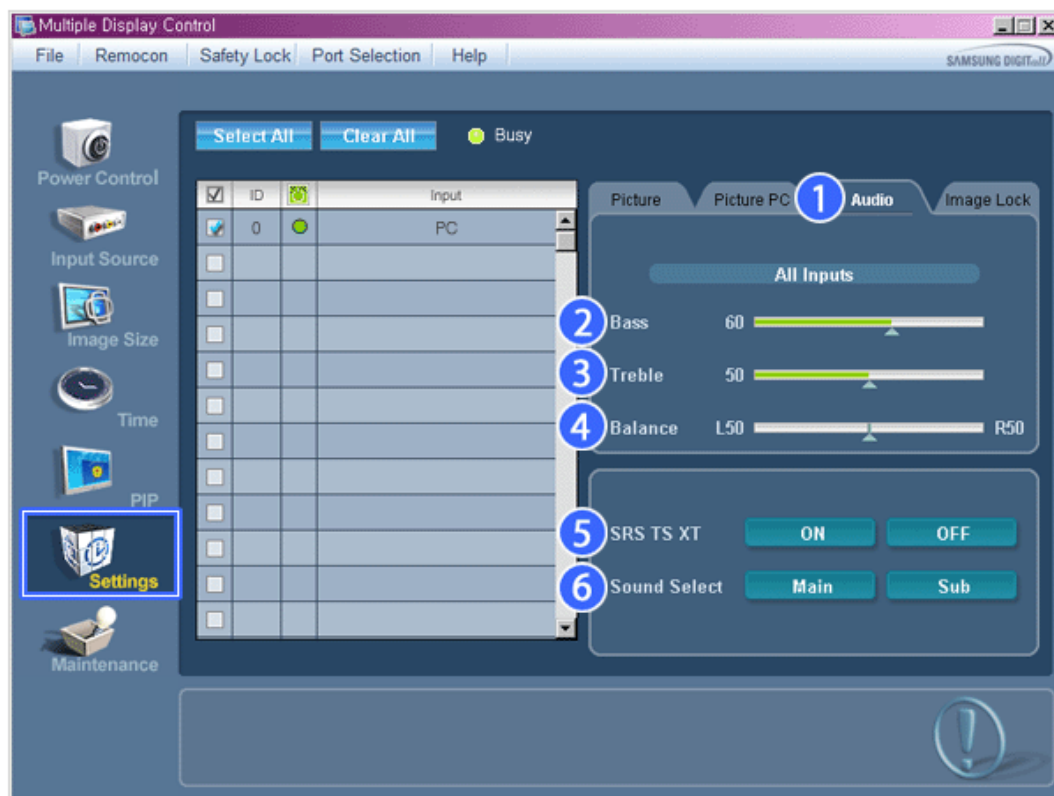 Multiple Display Control
File Remocon Safety Lock Port Selection Help
SAMSUNG DIGITall
Select All Clear All Busy
Power Control
Input Source
Image Size
Time
PIP
Settings
Maintenance
ID Input
0 PC
Picture Picture PC 1 Audio Image Lock
All Inputs
2 Bass 60
3 Treble 50
4 Balance L50 R50
5 SRS TS XT ON OFF
6 Sound Select Main Sub